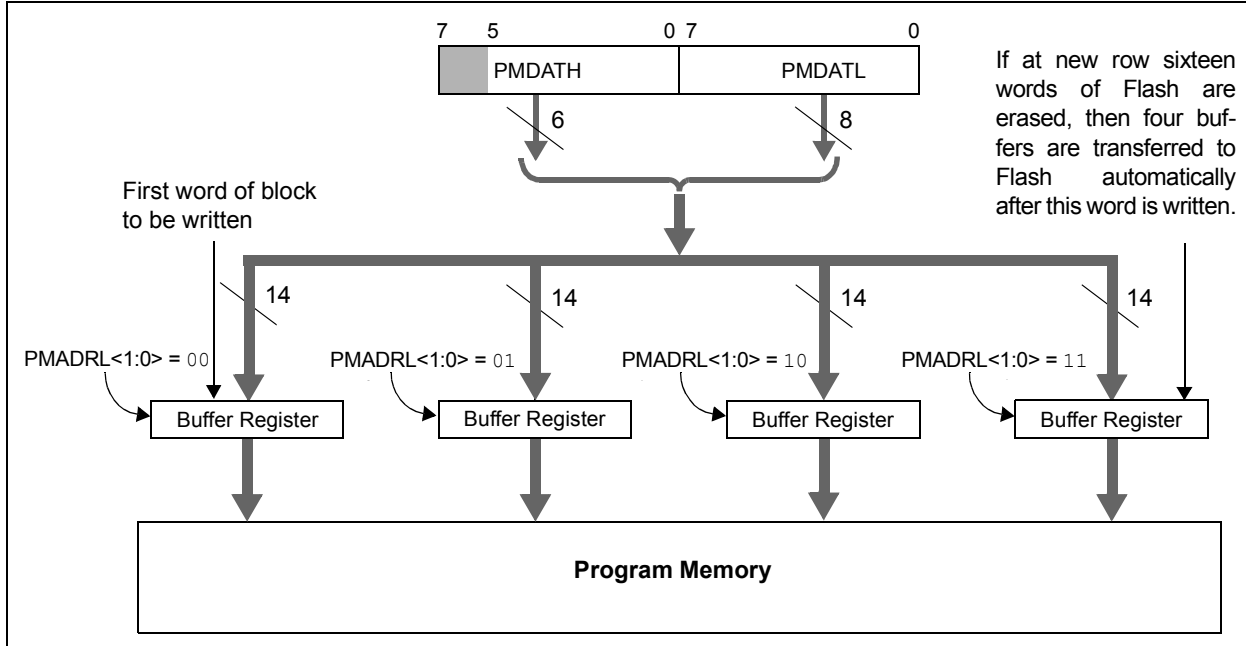 7 5 0 7 0
PMDATH PMDATL
6 8
If at new row sixteen
words of Flash are
erased, then four buf-
fers are transferred to
Flash automatically
after this word is written.
First word of block
to be written
14 14 14 14
PMADRL<1:0> = 00 PMADRL<1:0> = 01 PMADRL<1:0> = 10 PMADRL<1:0> = 11
Buffer Register Buffer Register Buffer Register Buffer Register
Program Memory